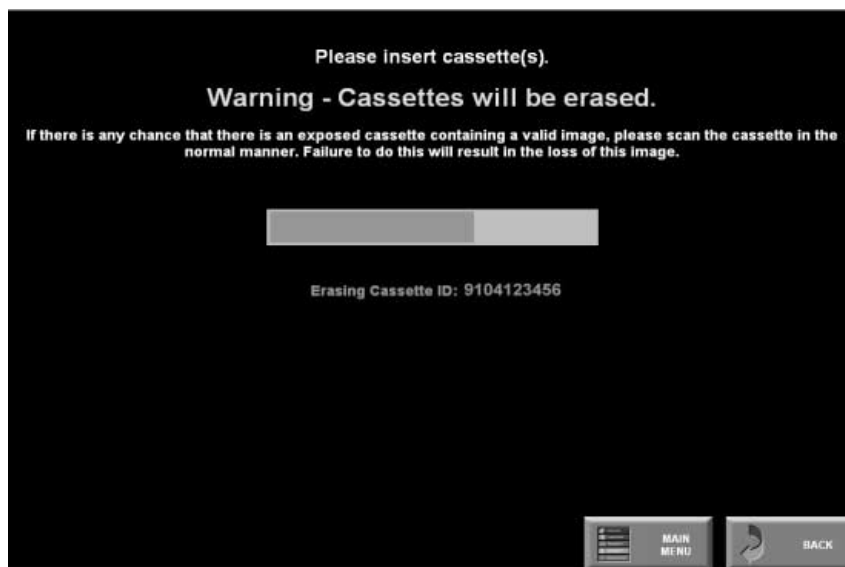 Please insert cassette(s).
Warning - Cassettes will be erased.
If there is any chance that there is an exposed cassette containing a valid image, please scan the cassette in the
normal manner. Failure to do this will result in the loss of this image.
Erasing Cassette ID: 9104123456
MAIN
MENU
BACK